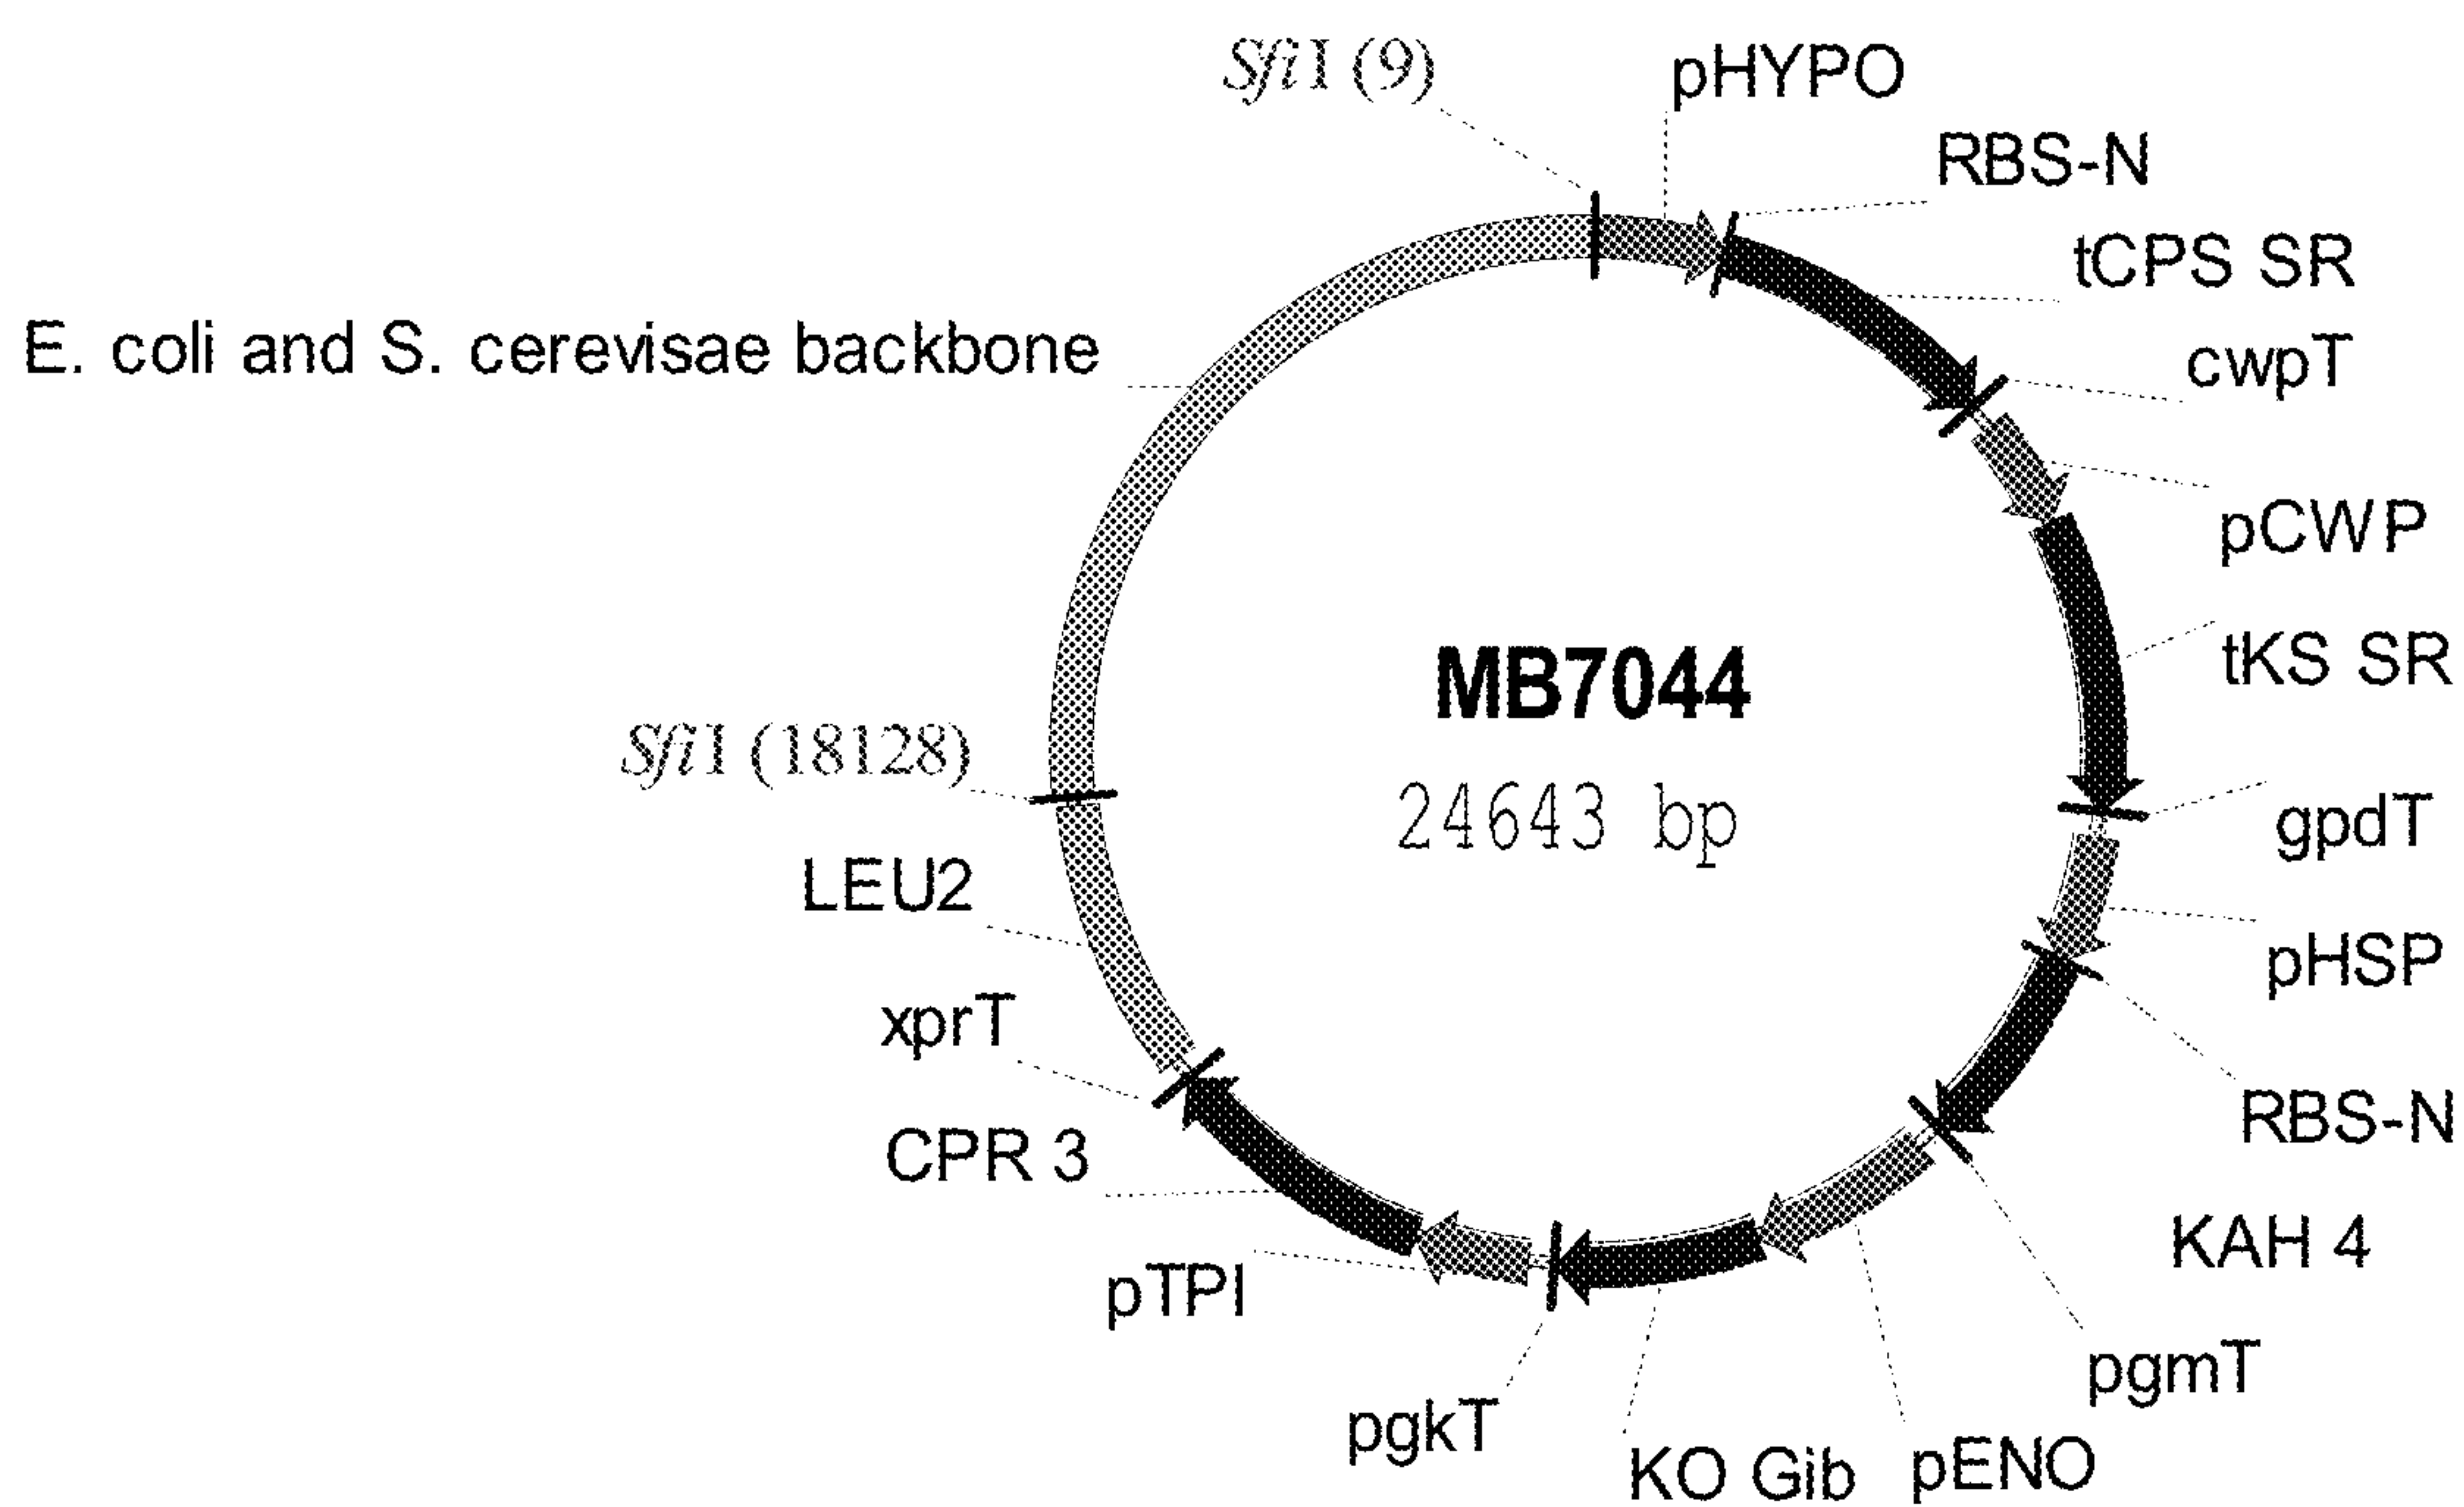 SfiI (9)
pHYPO
RBS-N
tCPS SR
cwpT
E. coli and S. cerevisae backbone
pCWP
tKS SR
MB7044
24643 bp
SfiI (18128)
gpdT
LEU2
pHSP
xprT
RBS-N
CPR 3
KAH 4
pTPI
pgmT
pgkT
KO Gib
pENO